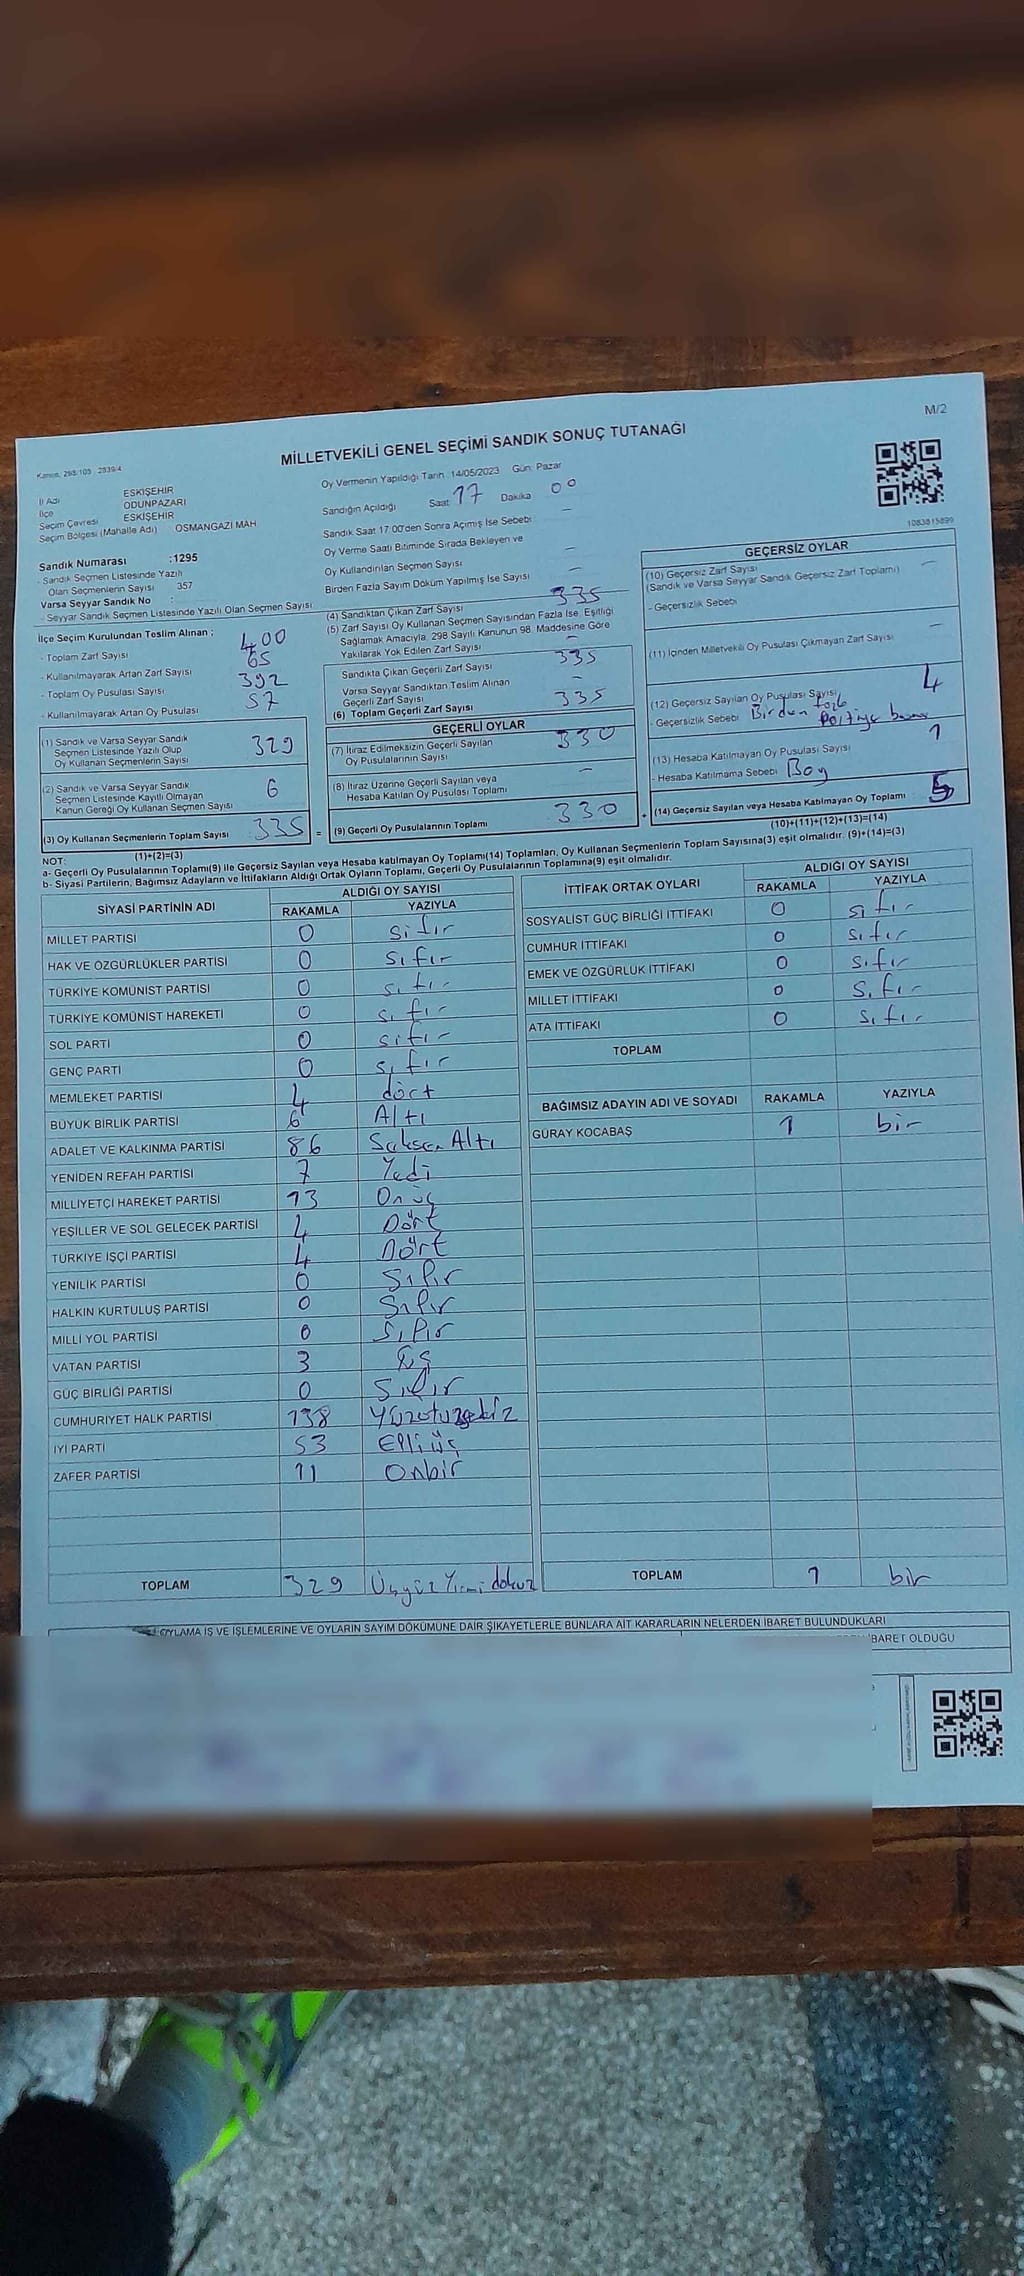 M/2
Kanun: 298/105 - 2839/4
MİLLETVEKİLİ GENEL SEÇİMİ SANDIK SONUÇ TUTANAĞI
İl Adı ESKİŞEHİR
İlçe ODUNPAZARI
Seçim Çevresi ESKİŞEHİR
Seçim Bölgesi (Mahalle Adı) OSMANGAZİ MAH
Sandık Numarası :1295
- Sandık Seçmen Listesinde Yazılı
Olan Seçmenlerin Sayısı 357
Varsa Seyyar Sandık No :
- Seyyar Sandık Seçmen Listesinde Yazılı Olan Seçmen Sayısı
Oy Vermenin Yapıldığı Tarih :14/05/2023 Gün: Pazar
Sandığın Açıldığı Saat 17 Dakika 00
Sandık Saat 17.00'den Sonra Açılmış İse Sebebi -
Oy Verme Saati Bitiminde Sırada Bekleyen ve
Oy Kullandırılan Seçmen Sayısı -
Birden Fazla Sayım Döküm Yapılmış İse Sayısı -
1083815899
İlçe Seçim Kurulundan Teslim Alınan ;
- Toplam Zarf Sayısı 400
- Kullanılmayarak Artan Zarf Sayısı 65
- Toplam Oy Pusulası Sayısı 392
- Kullanılmayarak Artan Oy Pusulası 57
(1) Sandık ve Varsa Seyyar Sandık
Seçmen Listesinde Yazılı Olup
Oy Kullanan Seçmenlerin Sayısı 329
(2) Sandık ve Varsa Seyyar Sandık
Seçmen Listesinde Kayıtlı Olmayan
Kanun Gereği Oy Kullanan Seçmen Sayısı 6
(3) Oy Kullanan Seçmenlerin Toplam Sayısı 335 =
(1)+(2)=(3)
(4) Sandıktan Çıkan Zarf Sayısı 335
(5) Zarf Sayısı Oy Kullanan Seçmen Sayısından Fazla İse, Eşitliği
Sağlamak Amacıyla, 298 Sayılı Kanunun 98. Maddesine Göre
Yakılarak Yok Edilen Zarf Sayısı -
Sandıkta Çıkan Geçerli Zarf Sayısı 335
Varsa Seyyar Sandıktan Teslim Alınan
Geçerli Zarf Sayısı -
(6) Toplam Geçerli Zarf Sayısı 335
GEÇERLİ OYLAR
(7) İtiraz Edilmeksizin Geçerli Sayılan
Oy Pusulalarının Sayısı 330
(8) İtiraz Üzerine Geçerli Sayılan veya
Hesaba Katılan Oy Pusulası Toplamı -
(9) Geçerli Oy Pusulalarının Toplamı 330 +
GEÇERSİZ OYLAR
(10) Geçersiz Zarf Sayısı -
(Sandık ve Varsa Seyyar Sandık Geçersiz Zarf Toplamı)
- Geçersizlik Sebebi
(11) İçinden Milletvekili Oy Pusulası Çıkmayan Zarf Sayısı -
(12) Geçersiz Sayılan Oy Pusulası Sayısı 4
- Geçersizlik Sebebi Birden fazla
(13) Hesaba Katılmayan Oy Pusulası Sayısı 1
- Hesaba Katılmama Sebebi Boş
(14) Geçersiz Sayılan veya Hesaba Katılmayan Oy Toplamı 5
(10)+(11)+(12)+(13)=(14)
NOT:
a- Geçerli Oy Pusulalarının Toplamı(9) ile Geçersiz Sayılan veya Hesaba katılmayan Oy Toplamı(14) Toplamları, Oy Kullanan Seçmenlerin Toplam Sayısına(3) eşit olmalıdır. (9)+(14)=(3)
b- Siyasi Partilerin, Bağımsız Adayların ve İttifakların Aldığı Ortak Oyların Toplamı, Geçerli Oy Pusulalarının Toplamına(9) eşit olmalıdır.
SİYASİ PARTİNİN ADI ALDIĞI OY SAYISI
RAKAMLA YAZIYLA
MİLLET PARTİSİ 0 sıfır
HAK VE ÖZGÜRLÜKLER PARTİSİ 0 sıfır
TÜRKİYE KOMÜNİST PARTİSİ 0 sıfır
TÜRKİYE KOMÜNİST HAREKETİ 0 sıfır
SOL PARTİ 0 sıfır
GENÇ PARTİ 0 sıfır
MEMLEKET PARTİSİ 4 dört
BÜYÜK BİRLİK PARTİSİ 6 Altı
ADALET VE KALKINMA PARTİSİ 86 Seksen Altı
YENİDEN REFAH PARTİSİ 7 Yedi
MİLLİYETÇİ HAREKET PARTİSİ 13 On üç
YEŞİLLER VE SOL GELECEK PARTİSİ 4 Dört
TÜRKİYE İŞÇİ PARTİSİ 4 Dört
YENİLİK PARTİSİ 0 Sıfır
HALKIN KURTULUŞ PARTİSİ 0 Sıfır
MİLLİ YOL PARTİSİ 0 Sıfır
VATAN PARTİSİ 3 Üç
GÜÇ BİRLİĞİ PARTİSİ 0 Sıfır
CUMHURİYET HALK PARTİSİ 138 Yüzotuzsekiz
İYİ PARTİ 53 Elliüç
ZAFER PARTİSİ 11 Onbir
TOPLAM 329 Üçyüz Yirmi dokuz
İTTİFAK ORTAK OYLARI ALDIĞI OY SAYISI
RAKAMLA YAZIYLA
SOSYALİST GÜÇ BİRLİĞİ İTTİFAKI 0 sıfır
CUMHUR İTTİFAKI 0 sıfır
EMEK VE ÖZGÜRLÜK İTTİFAKI 0 sıfır
MİLLET İTTİFAKI 0 sıfır
ATA İTTİFAKI 0 sıfır
TOPLAM
BAĞIMSIZ ADAYIN ADI VE SOYADI RAKAMLA YAZIYLA
GÜRAY KOCABAŞ 1 bir
TOPLAM 1 bir
OYLAMA İŞ VE İŞLEMLERİNE VE OYLARIN SAYIM DÖKÜMÜNE DAİR ŞİKAYETLERLE BUNLARA AİT KARARLARIN NELERDEN İBARET BULUNDUKLARI
İBARET OLDUĞU